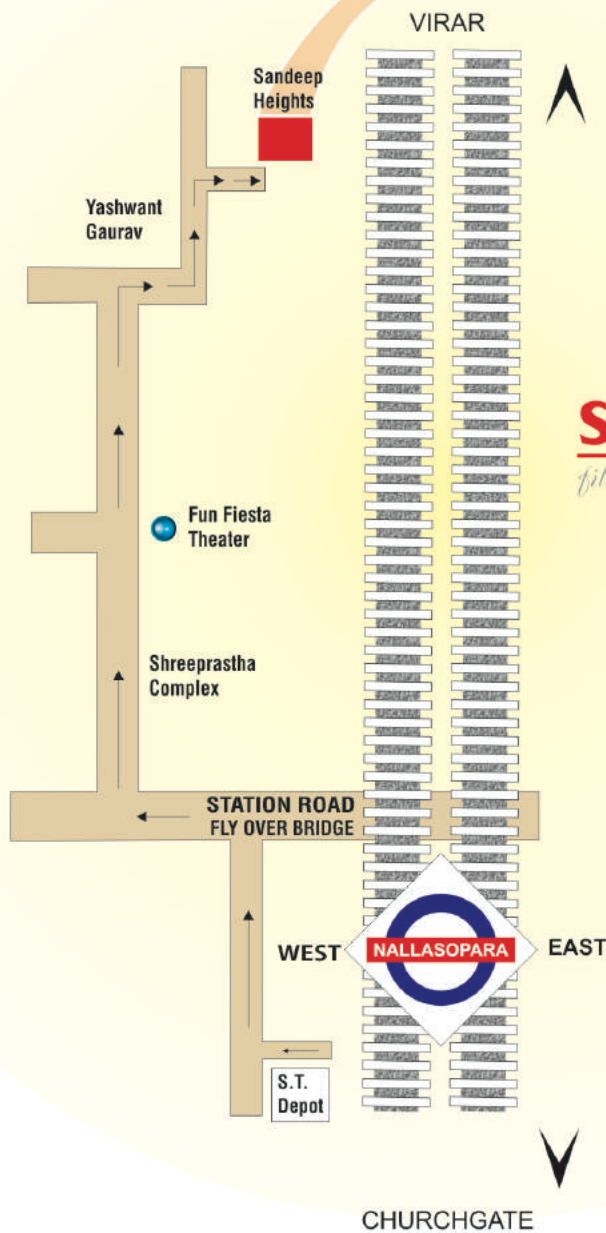 VIRAR
Sandeep
Heights
Yashwant
Gaurav
Fun Fiesta
Theater
Shreeprastha
Complex
STATION ROAD
FLY OVER BRIDGE
WEST
NALLASOPARA
EAST
S.T.
Depot
CHURCHGATE